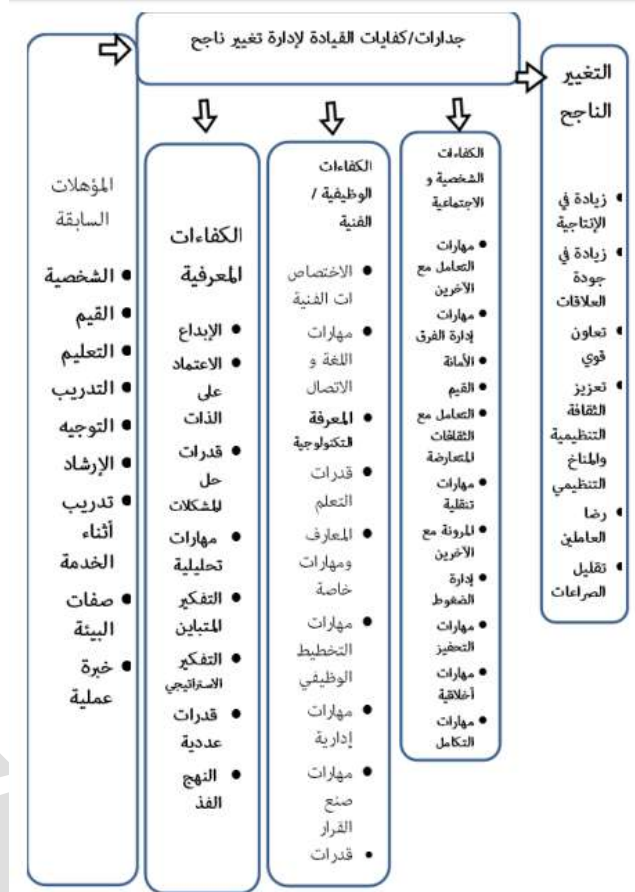 جدارات/كفايات القيادة لإدارة تغيير ناجح
التغيير
الناجح
• زيادة في
الإنتاجية
• زيادة في
جودة
العلاقات
• تعاون
قوي
• تعزيز
الثقافة
التنظيمية
والمناخ
التنظيمي
• رضا
العاملين
• تقليل
الصراعات
الكفاءات
الشخصية و
الاجتماعية
• مهارات
التعامل مع
الآخرين
• مهارات
إدارة الفرق
• الأمانة
• القيم
• التعامل مع
الثقافات
المتعارضة
• مهارات
تنقلية
• المرونة مع
الآخرين
• إدارة
الضغوط
• مهارات
التحفيز
• مهارات
أخلاقية
• مهارات
التكامل
الكفاءات
الوظيفية /
الفنية
• الاختصاص
ات الفنية
• مهارات
اللغة و
الاتصال
• المعرفة
التكنولوجية
• قدرات
التعلم
• المعارف
ومهارات
خاصة
• مهارات
التخطيط
الوظيفي
• مهارات
إدارية
• مهارات
صنع
القرار
• قدرات
الكفاءات
المعرفية
• الإبداع
• الاعتماد
على
الذات
• قدرات
حل
المشكلات
• مهارات
تحليلية
• التفكير
المتباين
• التفكير
الاستراتيجي
• قدرات
عددية
• النهج
الفذ
المؤهلات
السابقة
• الشخصية
• القيم
• التعليم
• التدريب
• التوجيه
• الإرشاد
• تدريب
أثناء
الخدمة
• صفات
البيئة
• خبرة
عملية